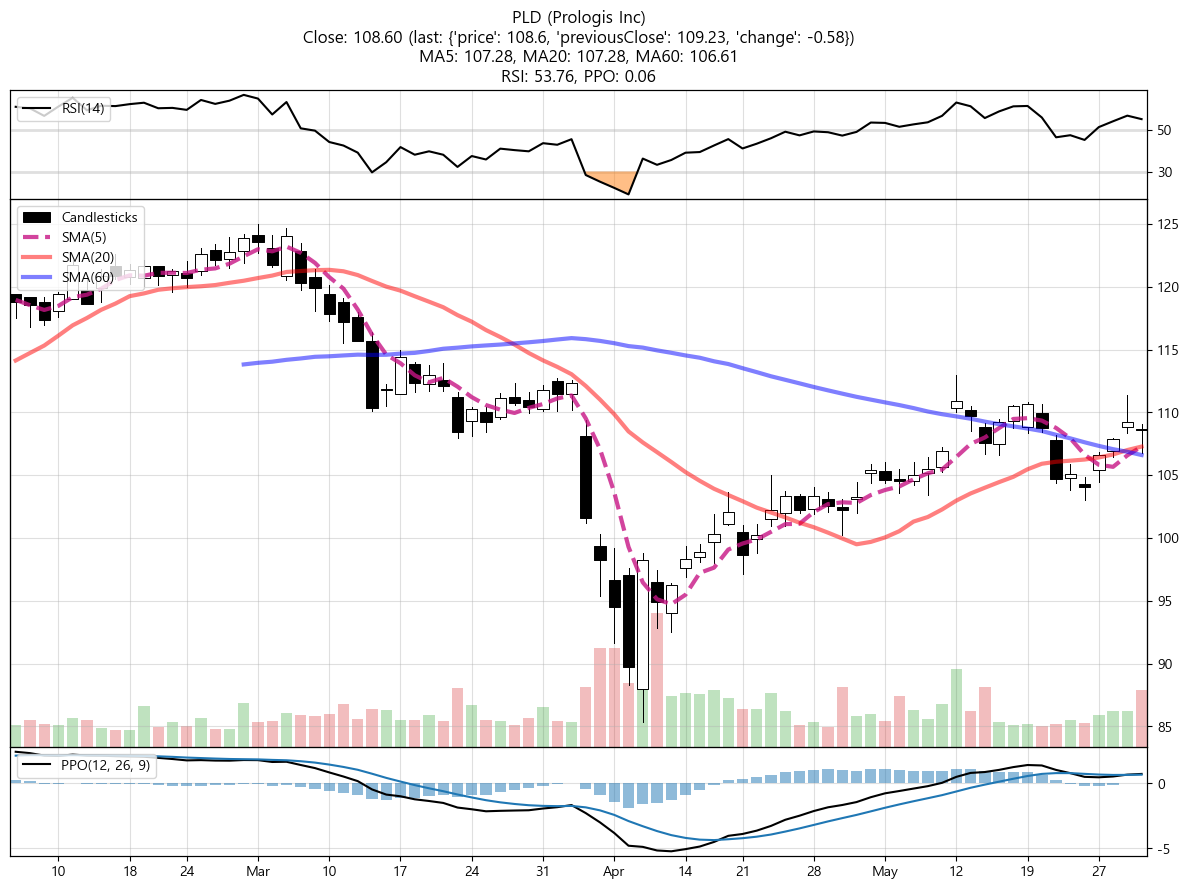 PLD (Prologis Inc)
Close: 108.60 (last: {'price': 108.6, 'previousClose': 109.23, 'change': -0.58})
MA5: 107.28, MA20: 107.28, MA60: 106.61
RSI: 53.76, PPO: 0.06
RSI(14)
50
30
Candlesticks
SMA(5)
SMA(20)
SMA(60)
125
120
115
110
105
100
95
90
85
PPO(12, 26, 9)
0
-5
10 18 24 Mar 10 17 24 31 Apr 14 21 28 May 12 19 27